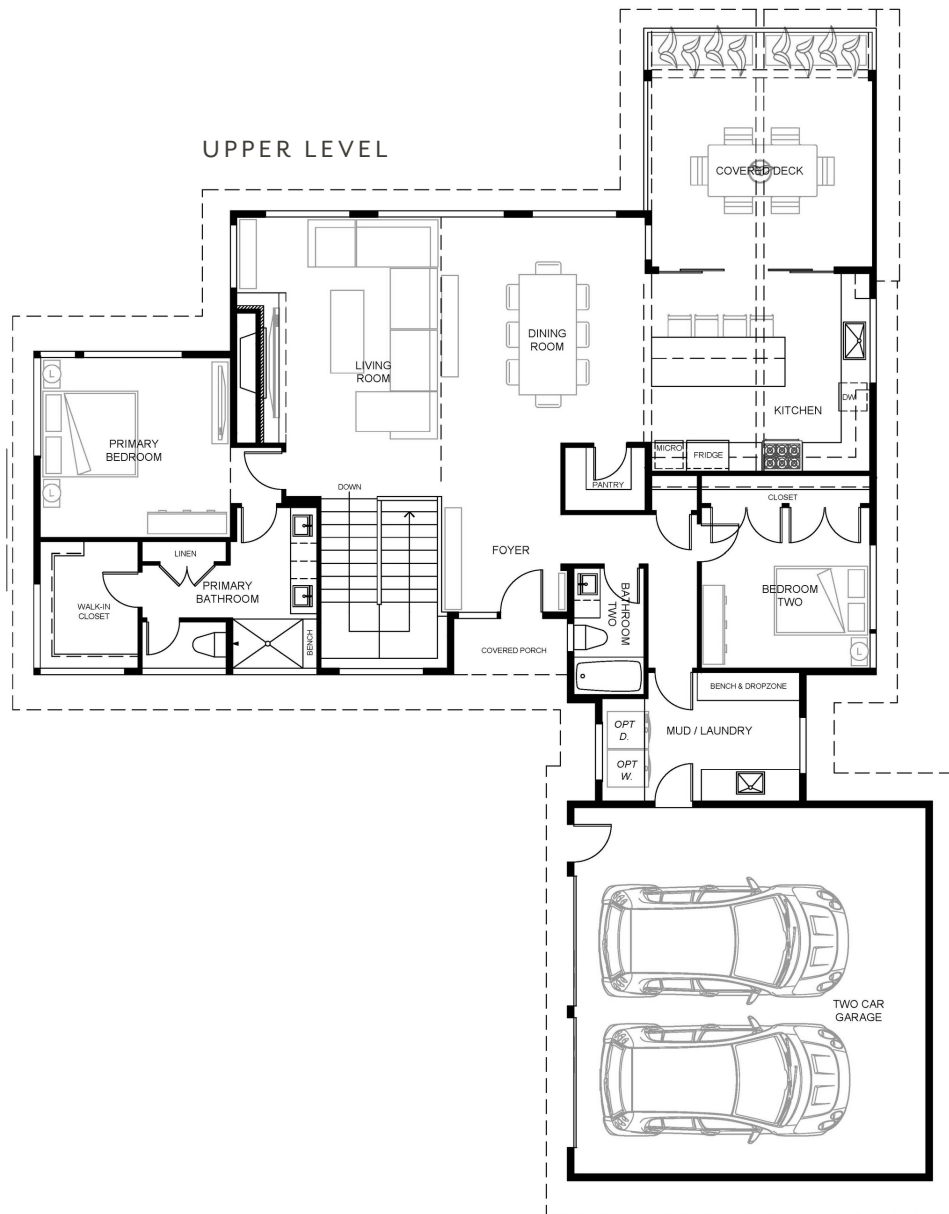 UPPER LEVEL
COVERED DECK
DINING
ROOM
LIVING
ROOM
KITCHEN
DW
MICRO
FRIDGE
PANTRY
L
PRIMARY
BEDROOM
L
DOWN
CLOSET
LINEN
PRIMARY
BATHROOM
WALK-IN
CLOSET
BENCH
FOYER
COVERED PORCH
BATHROOM
TWO
BEDROOM
TWO
L
BENCH & DROPZONE
MUD / LAUNDRY
OPT
D.
OPT
W.
TWO CAR
GARAGE